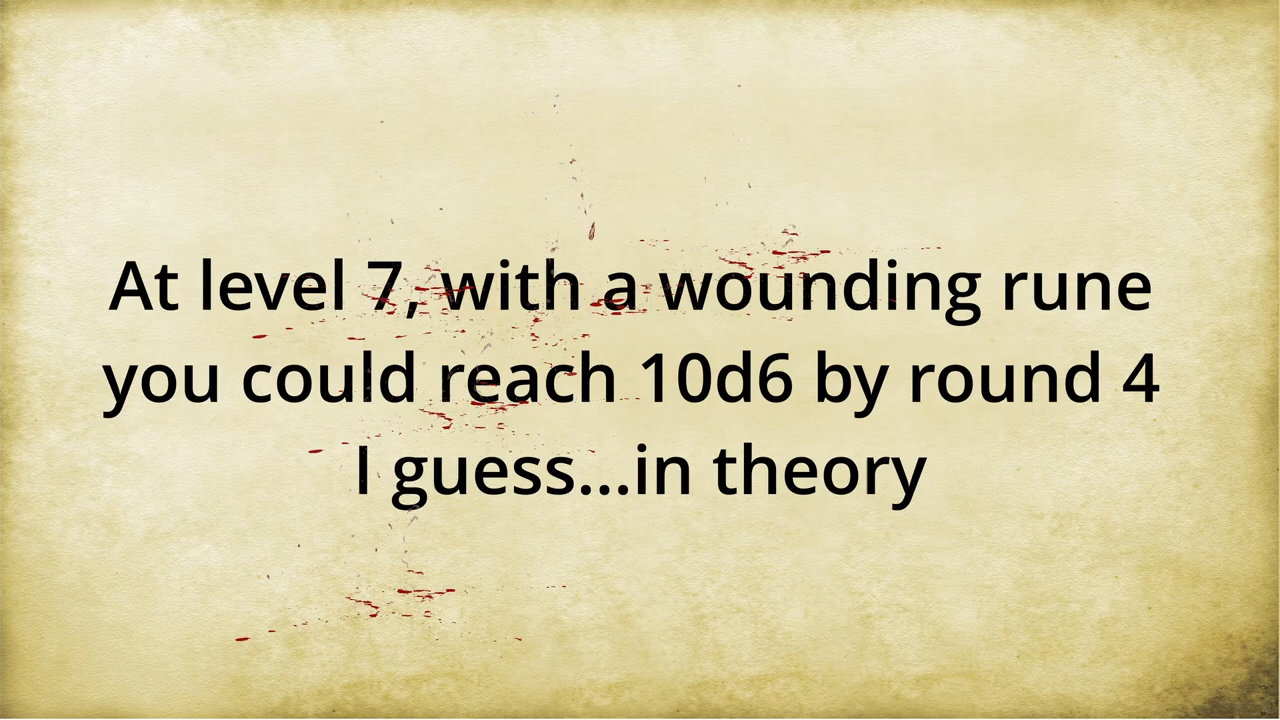 At level 7, with a wounding rune
you could reach 10d6 by round 4
I guess...in theory